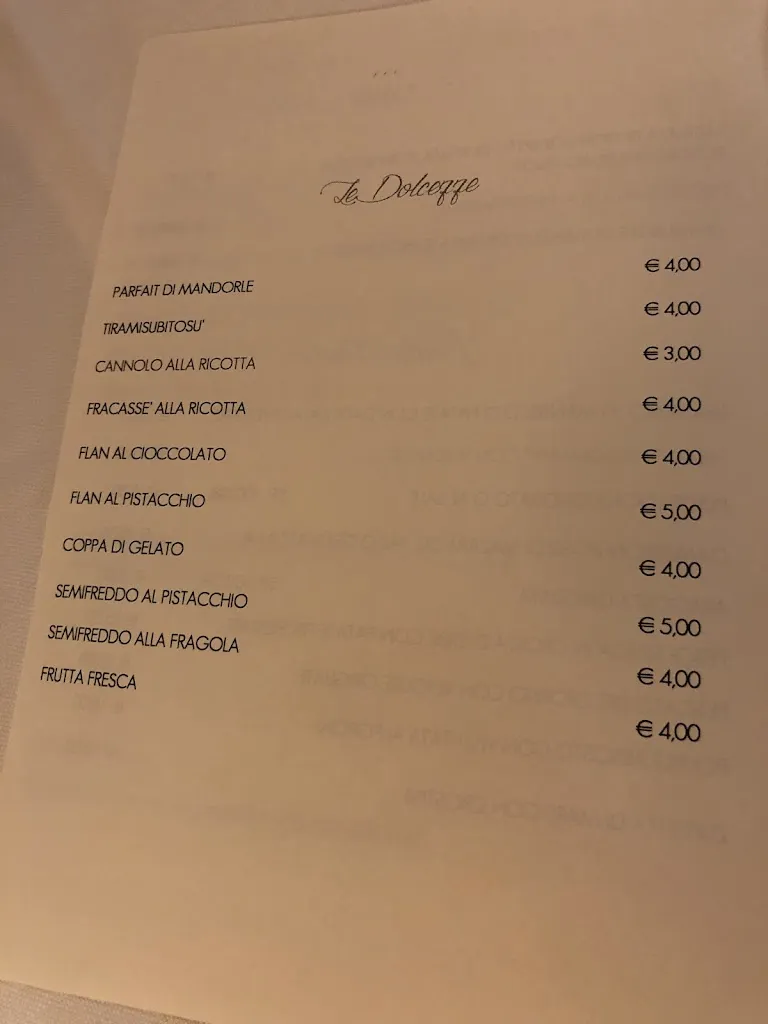 Le Dolcezze
PARFAIT DI MANDORLE € 4,00
TIRAMISUBITOSU' € 4,00
CANNOLO ALLA RICOTTA € 3,00
FRACASSE' ALLA RICOTTA € 4,00
FLAN AL CIOCCOLATO € 4,00
FLAN AL PISTACCHIO € 5,00
COPPA DI GELATO € 4,00
SEMIFREDDO AL PISTACCHIO € 5,00
SEMIFREDDO ALLA FRAGOLA € 4,00
FRUTTA FRESCA € 4,00